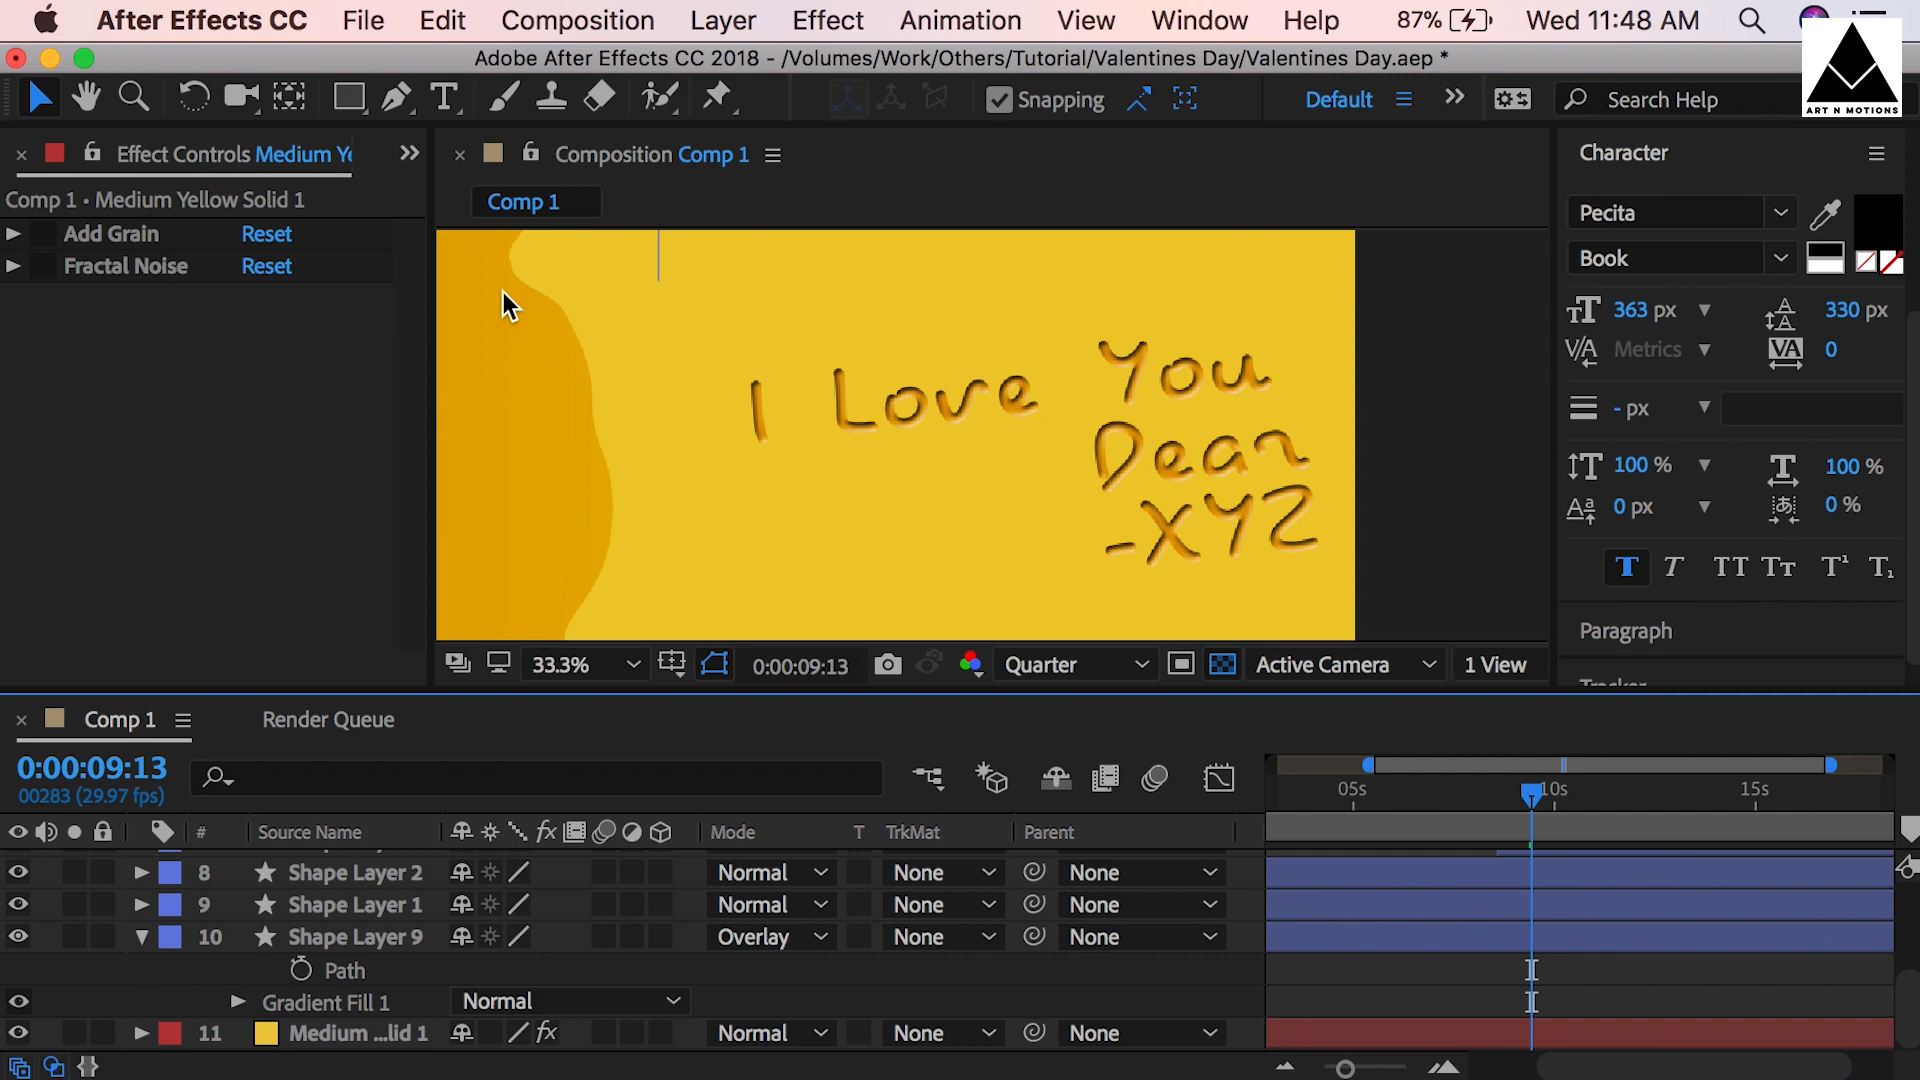 After Effects CC File Edit Composition Layer Effect Animation View Window Help 87% Wed 11:48 AM
Adobe After Effects CC 2018 - /Volumes/Work/Others/Tutorial/Valentines Day/Valentines Day.aep *
Snapping Default Search Help
ART N MOTIONS
Effect Controls Medium Ye
Composition Comp 1
Character
Comp 1 • Medium Yellow Solid 1
Comp 1
Add Grain Reset
Fractal Noise Reset
Pecita
Book
363 px 330 px
Metrics 0
- px
100 % 100 %
0 px 0 %
T T TT Tт T¹ T₁
Paragraph
I Love You
Dear
-XYZ
33.3% 0:00:09:13 Quarter Active Camera 1 View
Comp 1 Render Queue
0:00:09:13
00283 (29.97 fps)
05s 10s 15s
# Source Name fx Mode T TrkMat Parent
8 Shape Layer 2 Normal None None
9 Shape Layer 1 Normal None None
10 Shape Layer 9 Overlay None None
Path
Gradient Fill 1 Normal
11 Medium ...lid 1 fx Normal None None